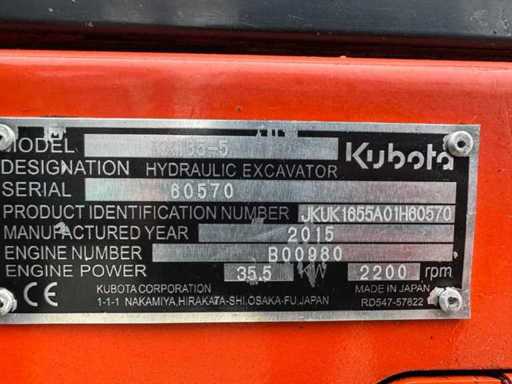 MODEL
Kubota
DESIGNATION HYDRAULIC EXCAVATOR
SERIAL 60570
PRODUCT IDENTIFICATION NUMBER JKUK1655A01H60570
MANUFACTURED YEAR 2015
ENGINE NUMBER B00980
ENGINE POWER 35.5 2200 rpm
CE
KUBOTA CORPORATION
1-1-1 NAKAMIYA,HIRAKATA-SHI,OSAKA-FU,JAPAN
MADE IN JAPAN
RD547-57822